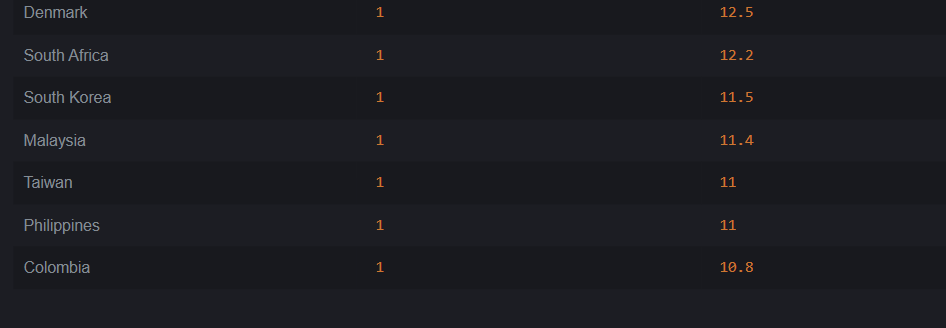 Denmark 1 12.5
South Africa 1 12.2
South Korea 1 11.5
Malaysia 1 11.4
Taiwan 1 11
Philippines 1 11
Colombia 1 10.8